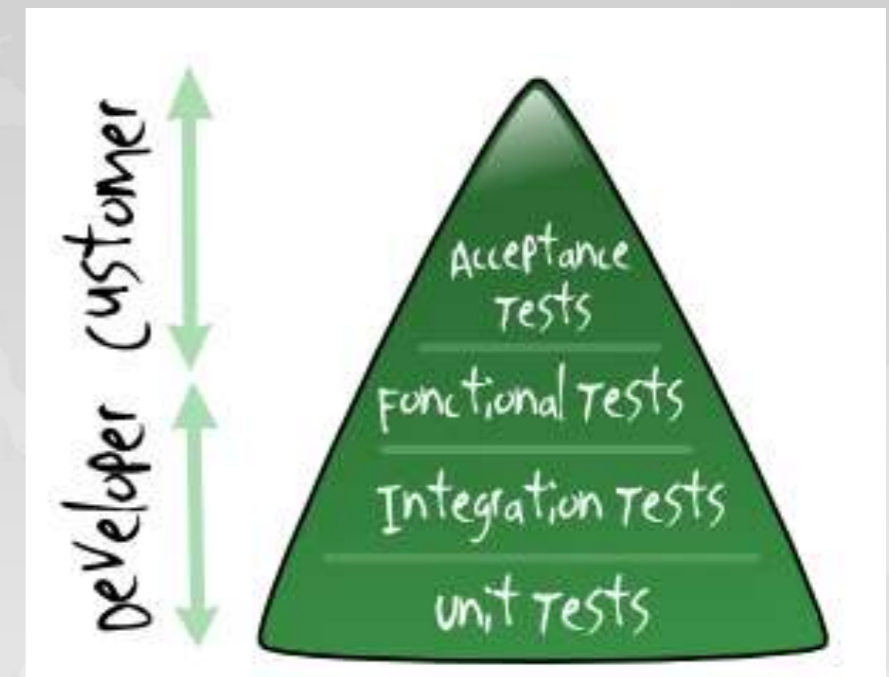 Customer
Developer
Acceptance
Tests
Fonctional Tests
Integration Tests
Unit Tests